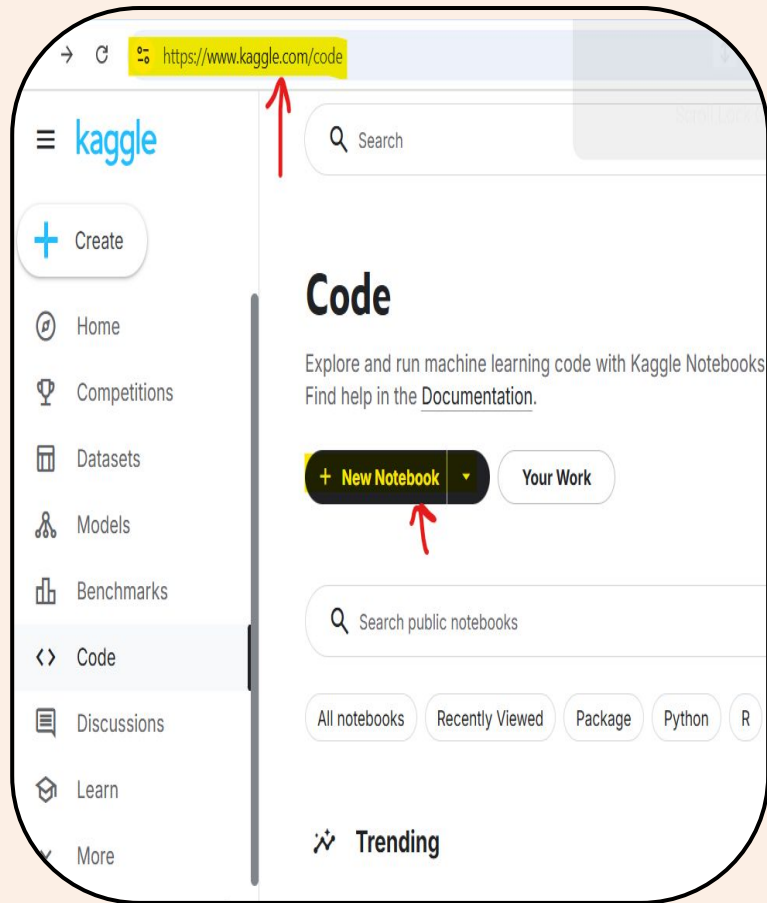 https://www.kaggle.com/code
kaggle
Search
Create
Home
Competitions
Datasets
Models
Benchmarks
Code
Discussions
Learn
More
Code
Explore and run machine learning code with Kaggle Notebooks
Find help in the Documentation.
+ New Notebook
Your Work
Search public notebooks
All notebooks
Recently Viewed
Package
Python
R
Trending